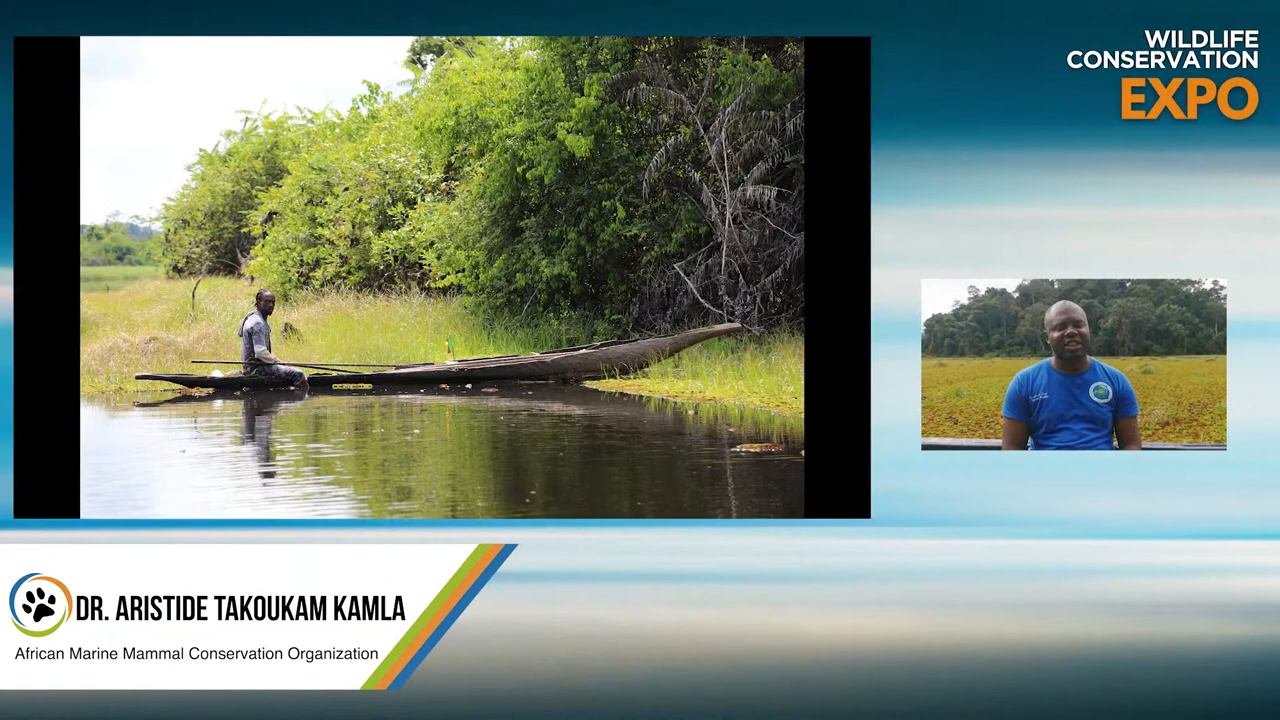 WILDLIFE
CONSERVATION
EXPO
DR. ARISTIDE TAKOUKAM KAMLA
African Marine Mammal Conservation Organization